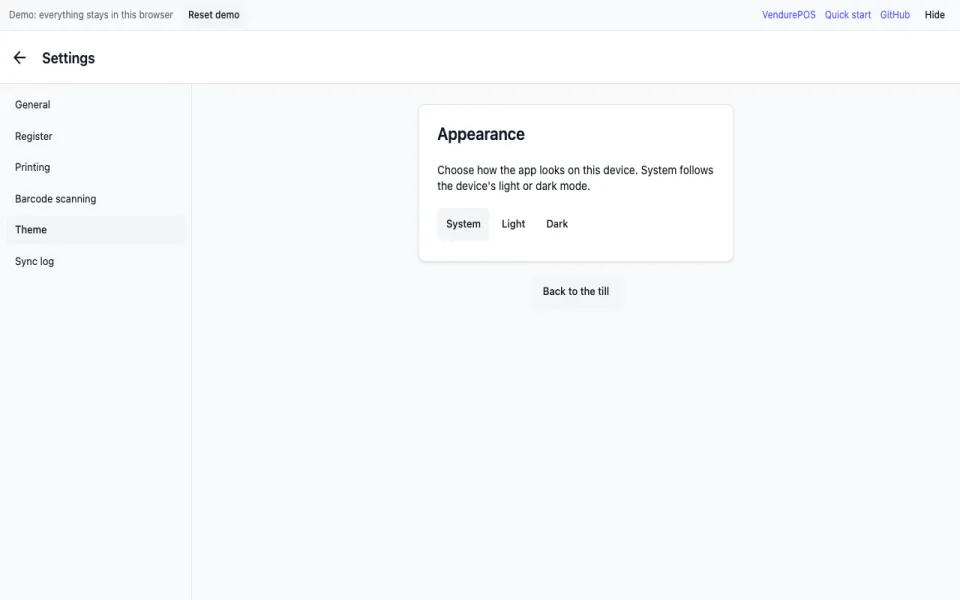 Demo: everything stays in this browser Reset demo VendurePOS Quick start GitHub Hide
Settings
General
Register
Printing
Barcode scanning
Theme
Sync log
Appearance
Choose how the app looks on this device. System follows
the device's light or dark mode.
System Light Dark
Back to the till